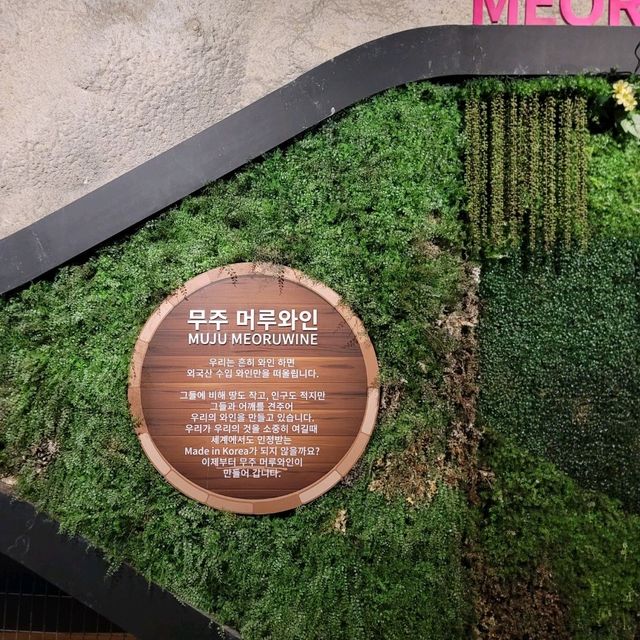 MEOR
무주 머루와인
MUJU MEORUWINE
우리는 흔히 와인 하면
외국산 수입 와인만을 떠올립니다.
그들에 비해 땅도 작고, 인구도 적지만
그들과 어깨를 견주어
우리의 와인을 만들고 있습니다.
우리가 우리의 것을 소중히 여길때
세계에서도 인정받는
Made in Korea가 되지 않을까요?
이제부터 무주 머루와인이
만들어 갑니다.